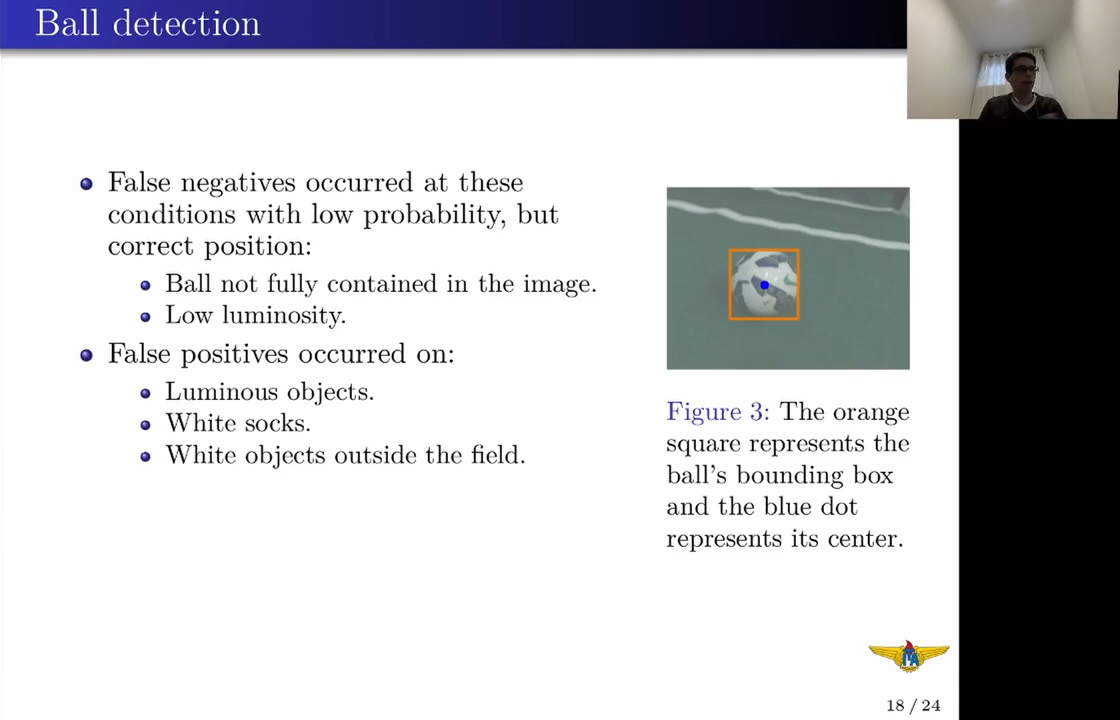 Ball detection
False negatives occurred at these
conditions with low probability, but
correct position:
Ball not fully contained in the image.
Low luminosity.
False positives occurred on:
Luminous objects.
White socks.
White objects outside the field.
Figure 3: The orange
square represents the
ball's bounding box
and the blue dot
represents its center.
ITA
18 / 24